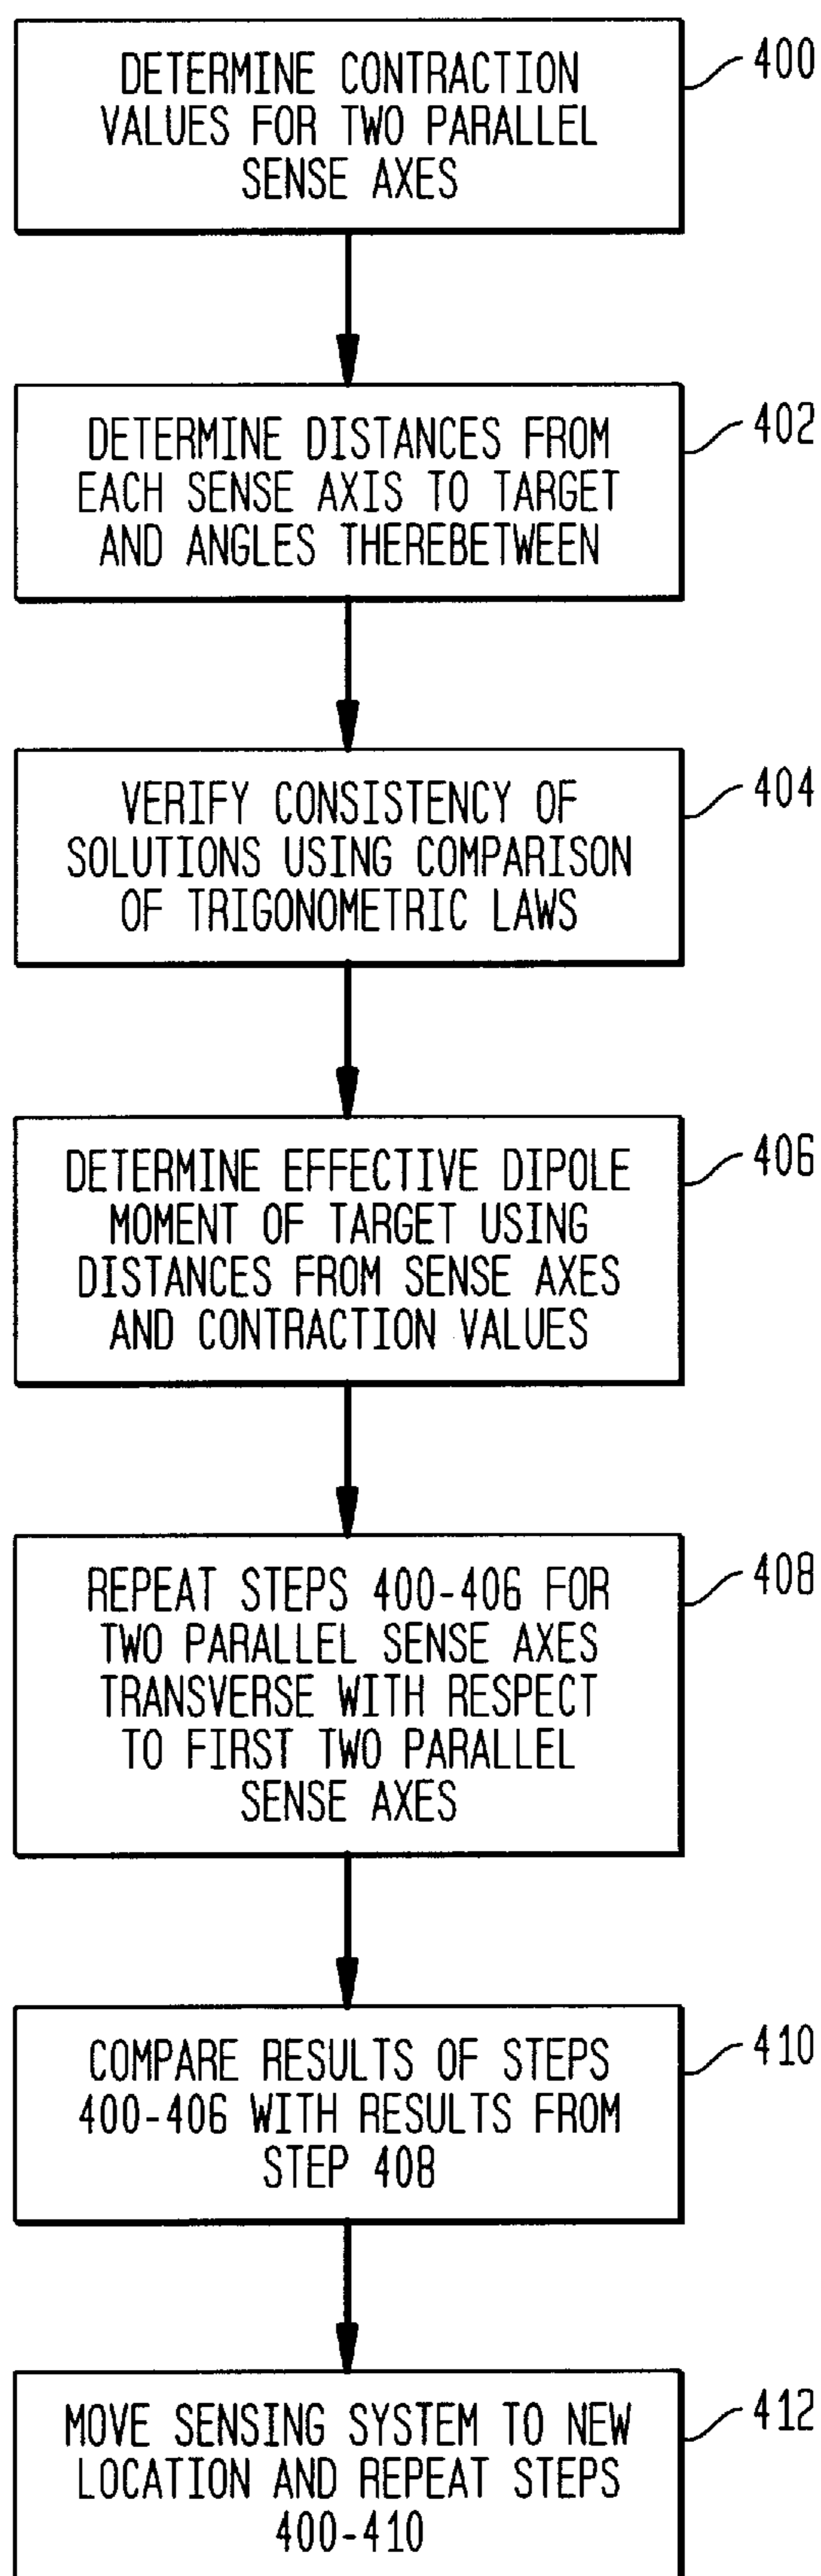 DETERMINE CONTRACTION
VALUES FOR TWO PARALLEL
SENSE AXES
400
DETERMINE DISTANCES FROM
EACH SENSE AXIS TO TARGET
AND ANGLES THEREBETWEEN
402
VERIFY CONSISTENCY OF
SOLUTIONS USING COMPARISON
OF TRIGONOMETRIC LAWS
404
DETERMINE EFFECTIVE DIPOLE
MOMENT OF TARGET USING
DISTANCES FROM SENSE AXES
AND CONTRACTION VALUES
406
REPEAT STEPS 400-406 FOR
TWO PARALLEL SENSE AXES
TRANSVERSE WITH RESPECT
TO FIRST TWO PARALLEL
SENSE AXES
408
COMPARE RESULTS OF STEPS
400-406 WITH RESULTS FROM
STEP 408
410
MOVE SENSING SYSTEM TO NEW
LOCATION AND REPEAT STEPS
400-410
412